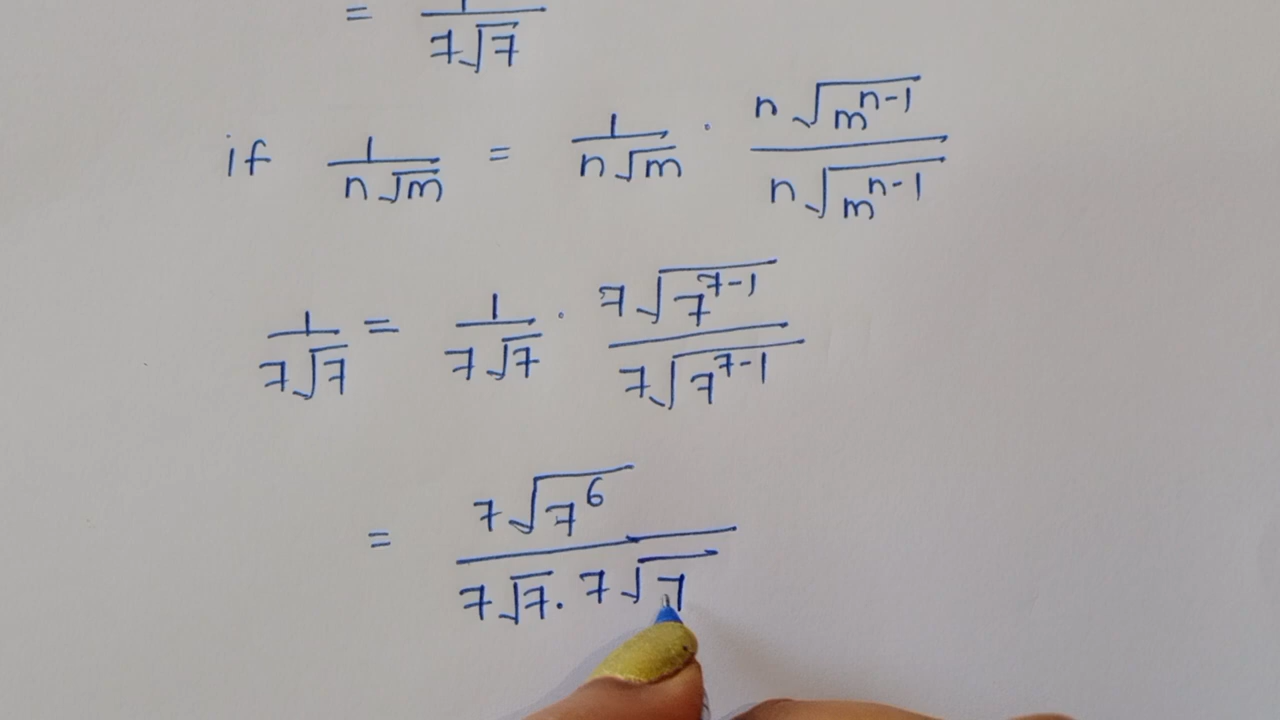 = 1/7√7
if 1/n√m = 1/n√m · n√m^(n-1)/n√m^(n-1)
1/7√7 = 1/7√7 · 7√7^(7-1)/7√7^(7-1)
= 7√7^6/7√7 . 7√7